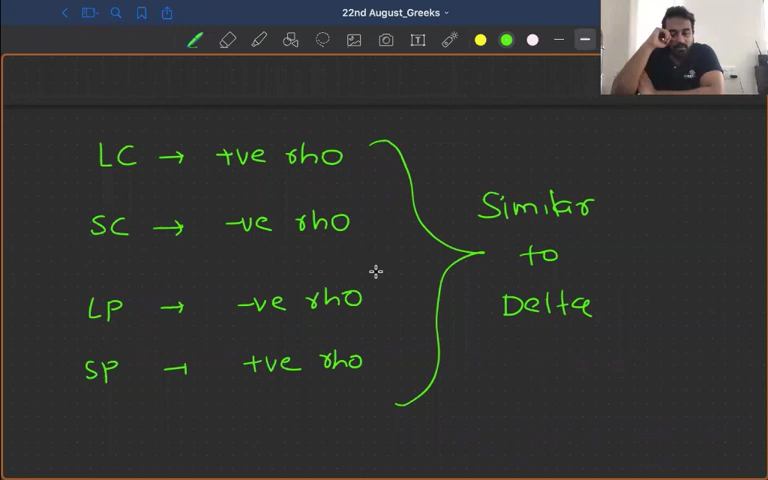 22nd August_Greeks
LC → +ve rho
SC → -ve rho
LP → -ve rho
SP → +ve rho
Similar
to
Delta